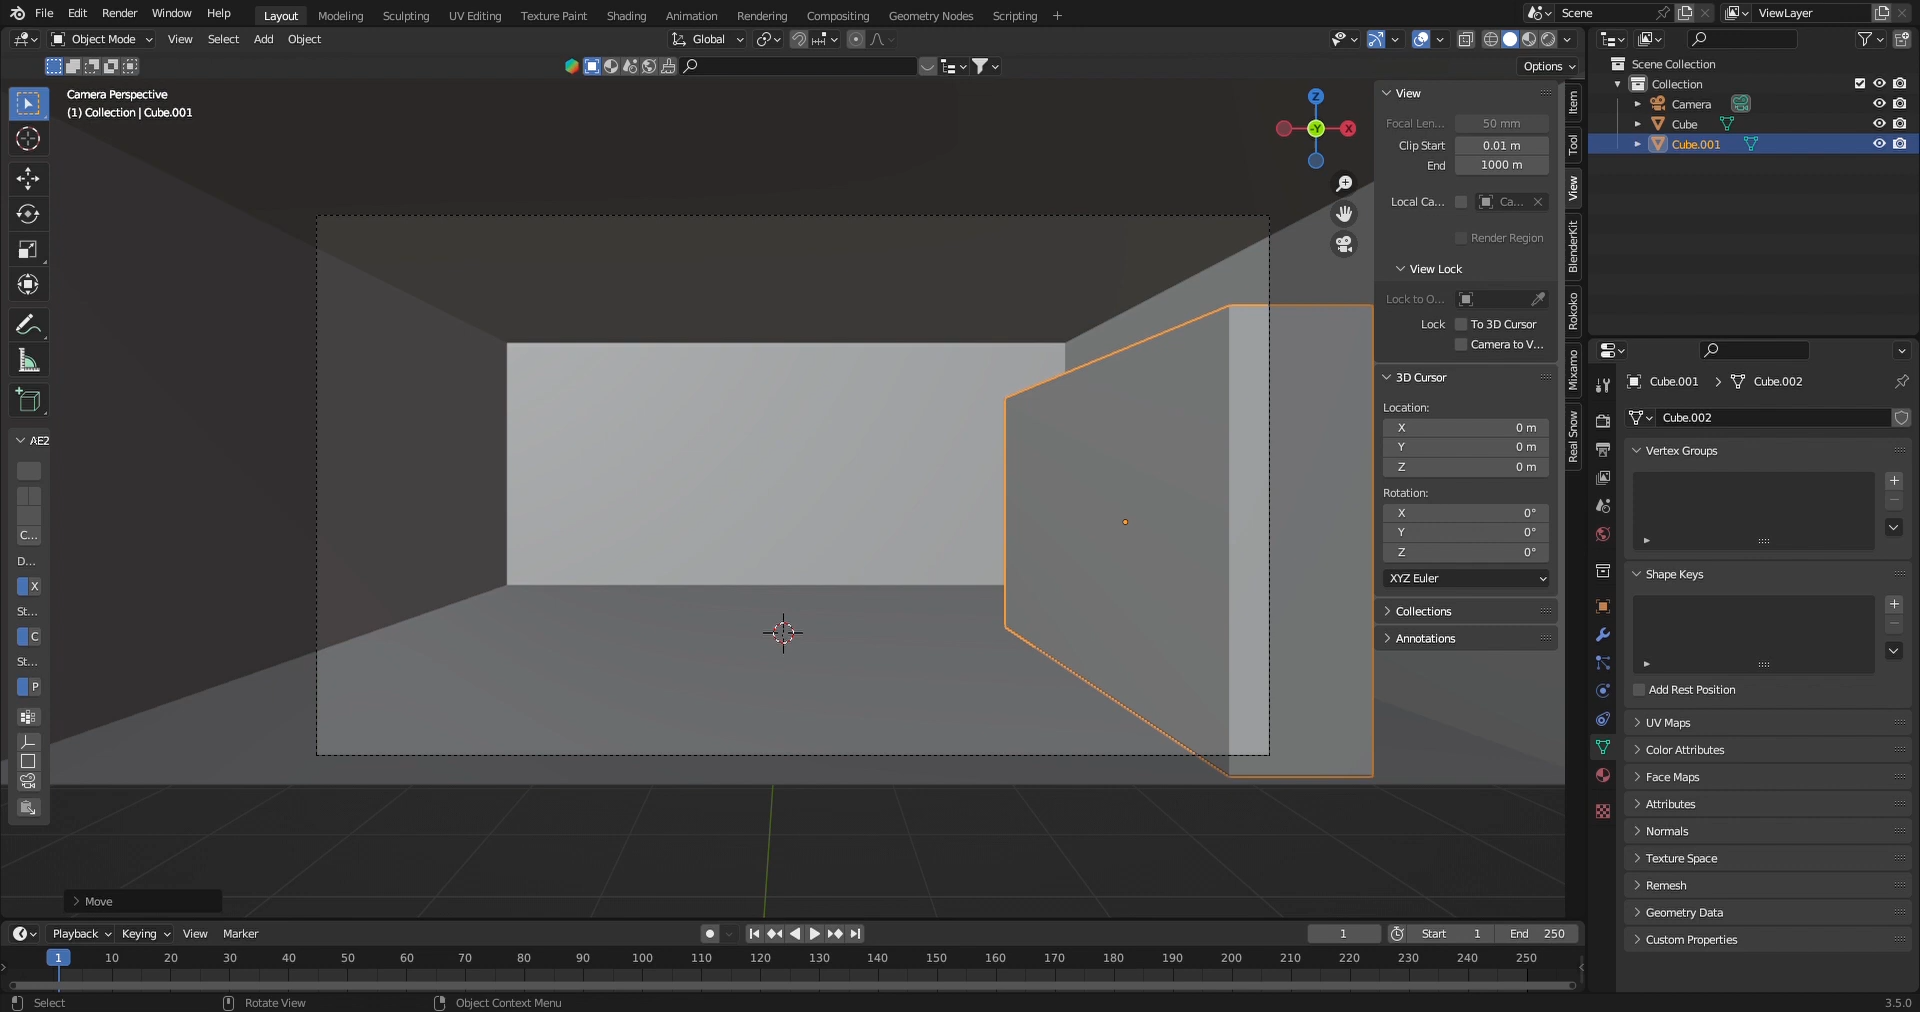 File Edit Render Window Help Layout Modeling Sculpting UV Editing Texture Paint Shading Animation Rendering Compositing Geometry Nodes Scripting + Scene ViewLayer
Object Mode View Select Add Object Global
Options
Camera Perspective
(1) Collection | Cube.001
Z
-Y
X
View
Focal Len... 50 mm
Clip Start 0.01 m
End 1000 m
Local Ca... Ca...
Render Region
View Lock
Lock to O...
Lock To 3D Cursor
Camera to V...
3D Cursor
Location:
X 0 m
Y 0 m
Z 0 m
Rotation:
X 0°
Y 0°
Z 0°
XYZ Euler
Collections
Annotations
Item
Tool
View
BlenderKit
Rokoko
Mixamo
Real Snow
AE2
C...
D...
X
St...
C
St...
P
Move
Scene Collection
Collection
Camera
Cube
Cube.001
Cube.001 Cube.002
Cube.002
Vertex Groups
Shape Keys
Add Rest Position
UV Maps
Color Attributes
Face Maps
Attributes
Normals
Texture Space
Remesh
Geometry Data
Custom Properties
Playback Keying View Marker 1 Start 1 End 250
1 10 20 30 40 50 60 70 80 90 100 110 120 130 140 150 160 170 180 190 200 210 220 230 240 250
Select Rotate View Object Context Menu 3.5.0